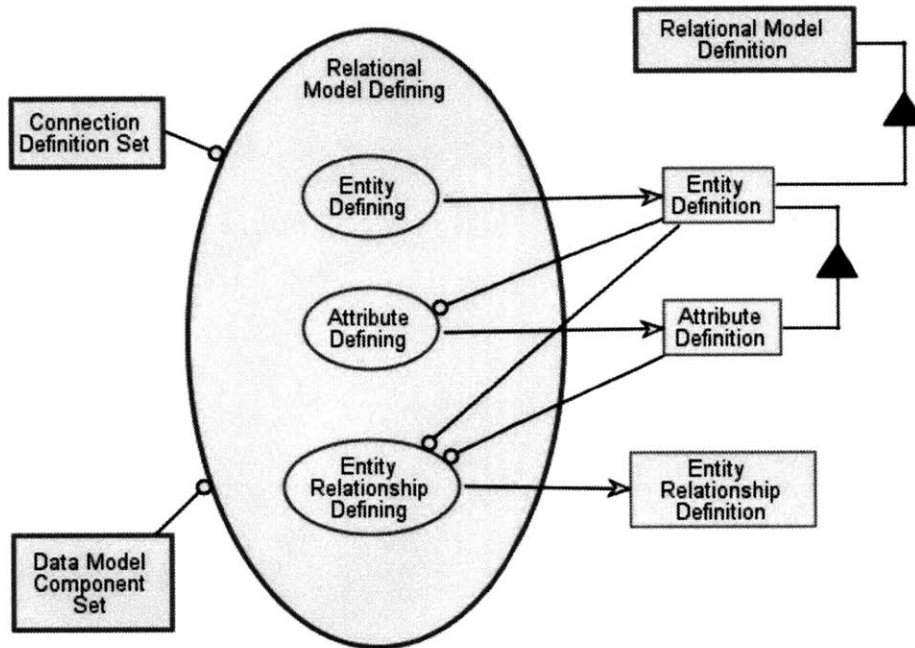 Relational Model
Definition
Relational
Model Defining
Connection
Definition Set
Entity
Defining
Entity
Definition
Attribute
Defining
Attribute
Definition
Entity
Relationship
Defining
Entity
Relationship
Definition
Data Model
Component
Set